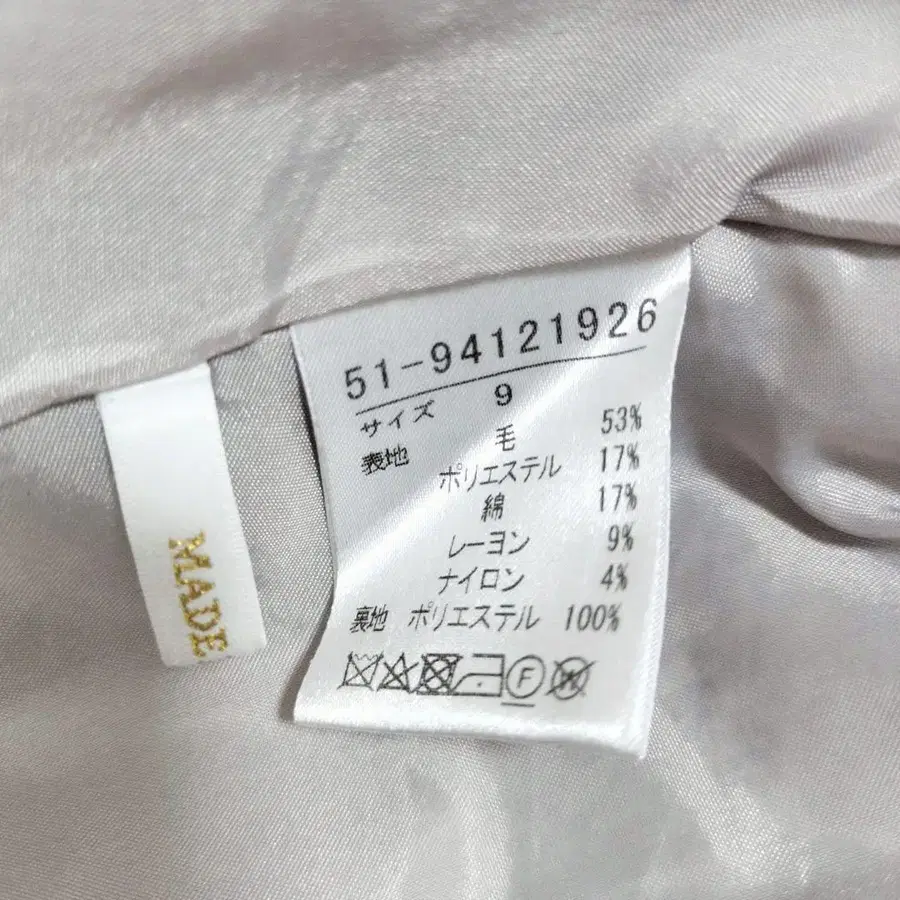 51-94121926
サイズ 9
表地 毛 53%
ポリエステル 17%
綿 17%
レーヨン 9%
ナイロン 4%
裏地 ポリエステル 100%
F
W
MADE